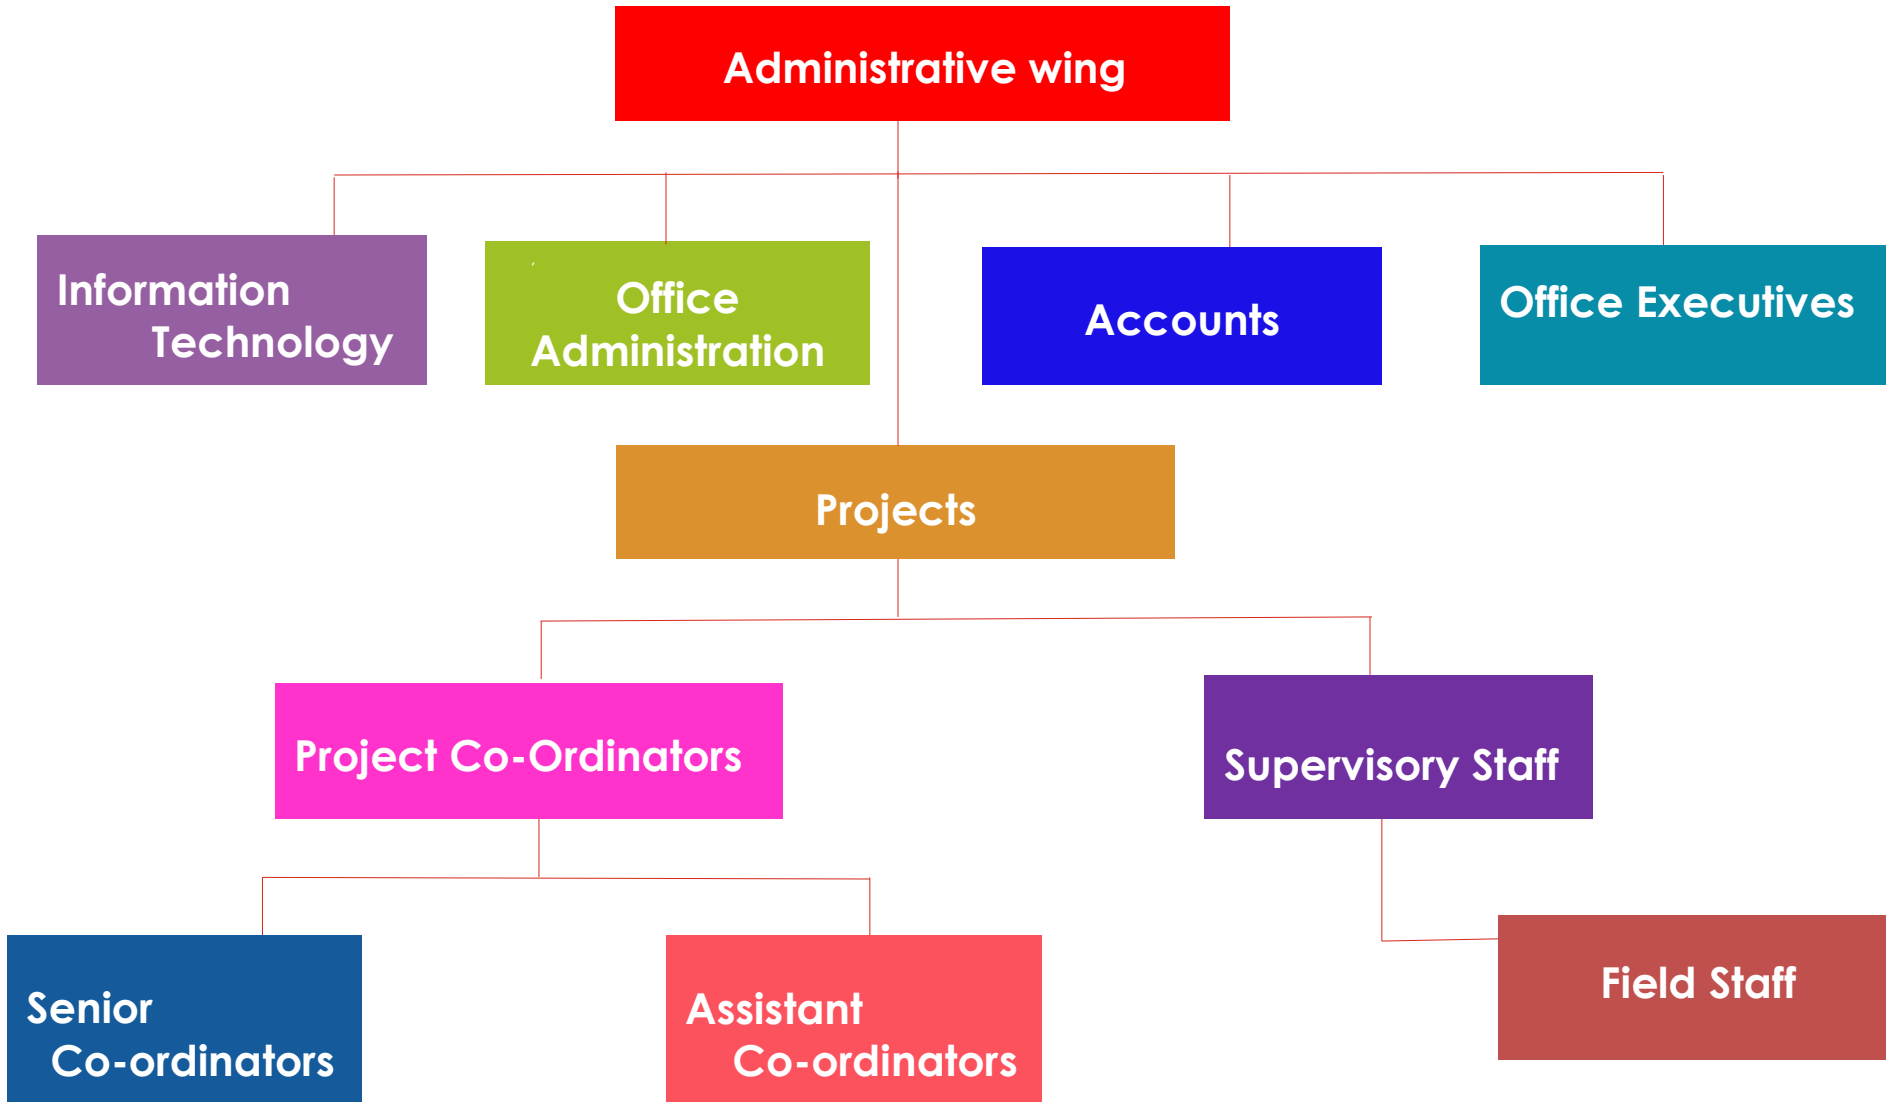 Administrative wing
Information
Technology
Office
Administration
Accounts
Office Executives
Projects
Project Co-Ordinators
Supervisory Staff
Senior
Co-ordinators
Assistant
Co-ordinators
Field Staff